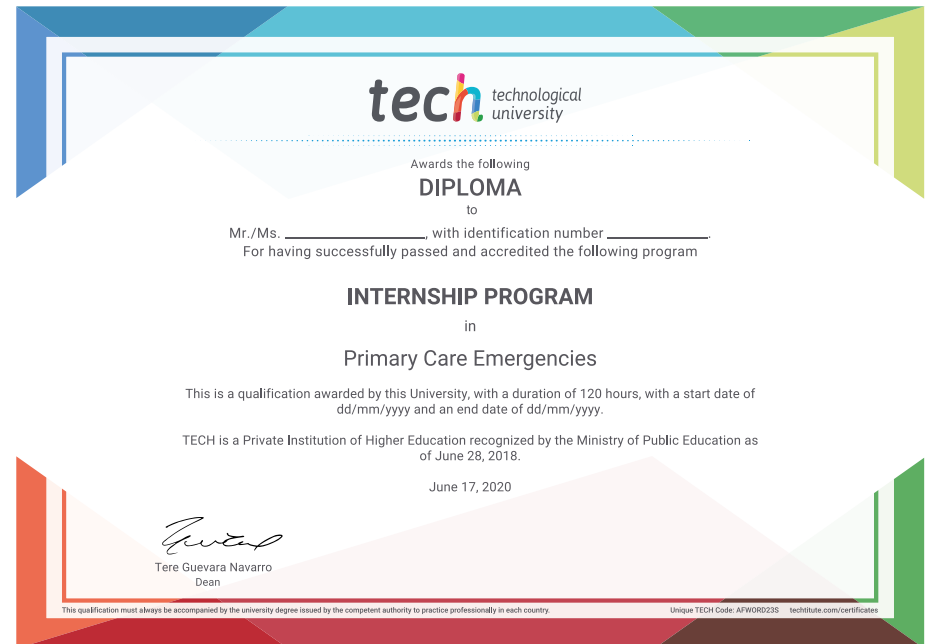 tech technological
university
Awards the following
DIPLOMA
to
Mr./Ms. ____________________, with identification number ______________.
For having successfully passed and accredited the following program
INTERNSHIP PROGRAM
in
Primary Care Emergencies
This is a qualification awarded by this University, with a duration of 120 hours, with a start date of
dd/mm/yyyy and an end date of dd/mm/yyyy.
TECH is a Private Institution of Higher Education recognized by the Ministry of Public Education as
of June 28, 2018.
June 17, 2020
Tere Guevara Navarro
Dean
This qualification must always be accompanied by the university degree issued by the competent authority to practice professionally in each country.
Unique TECH Code: AFWORD23S techtitute.com/certificates